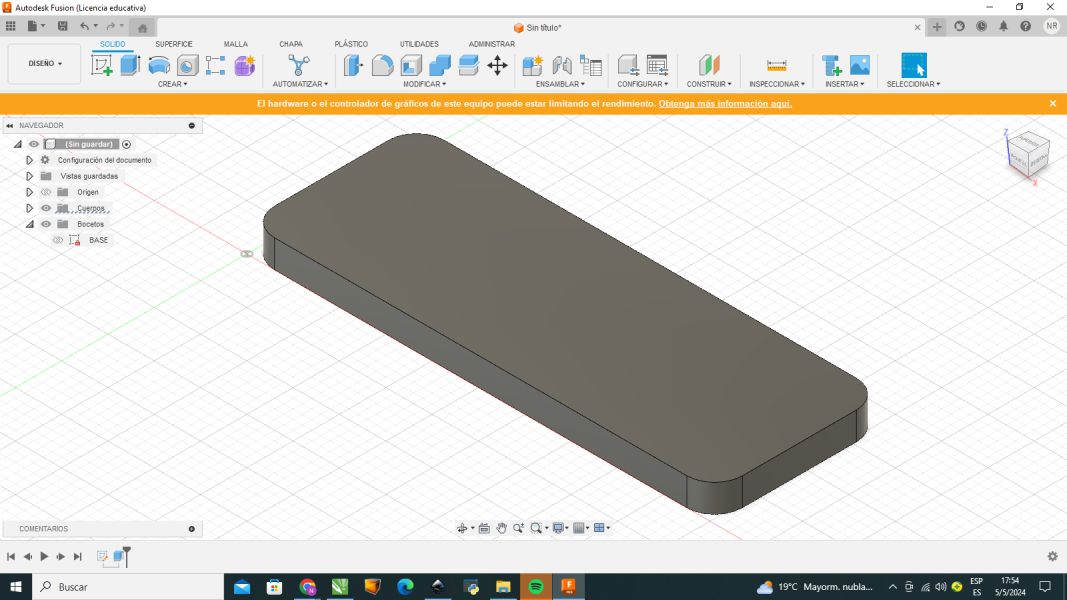 Autodesk Fusion (Licencia educativa)
Sin título*
NR
SÓLIDO SUPERFICIE MALLA CHAPA PLÁSTICO UTILIDADES ADMINISTRAR
DISEÑO
CREAR AUTOMATIZAR MODIFICAR ENSAMBLAR CONFIGURAR CONSTRUIR INSPECCIONAR INSERTAR SELECCIONAR
El hardware o el controlador de gráficos de este equipo puede estar limitando el rendimiento. Obtenga más información aquí.
NAVEGADOR
(Sin guardar)
Configuración del documento
Vistas guardadas
Origen
Cuerpos
Bocetos
BASE
Z
X
COMENTARIOS
Buscar
19°C Mayorm. nubla...
ESP
ES
17:54
5/5/2024